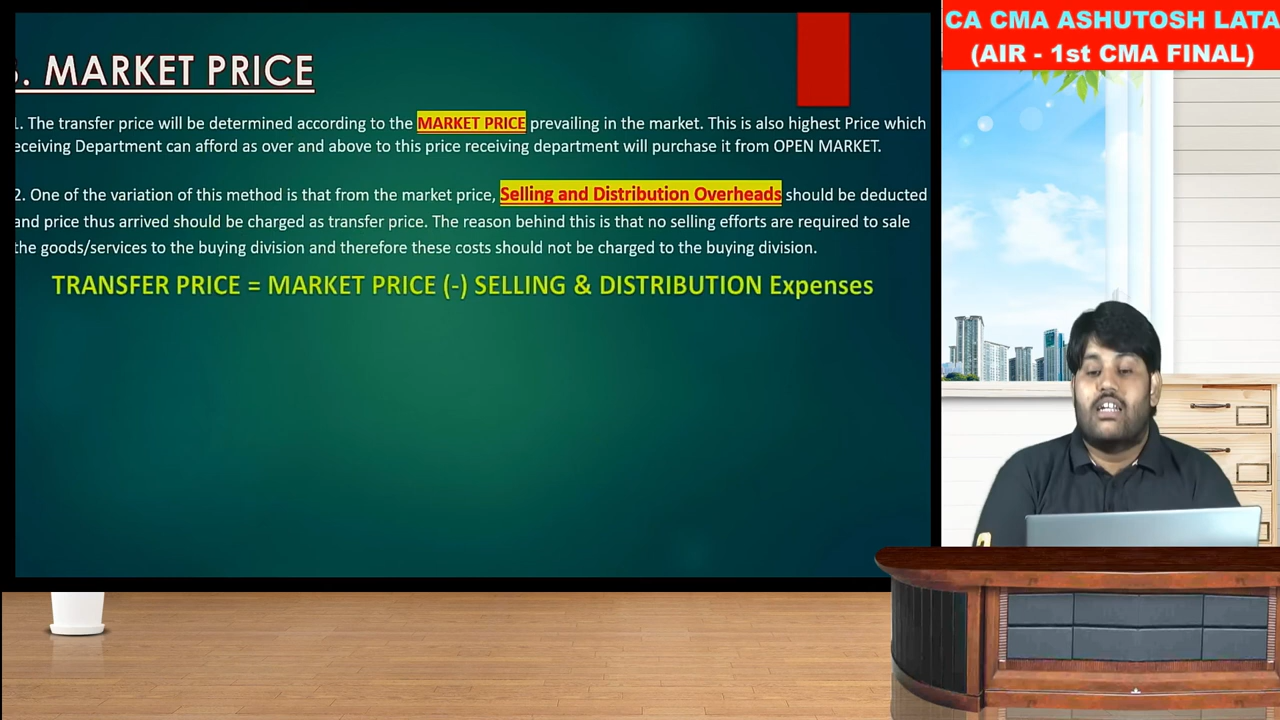 CA CMA ASHUTOSH LATA
(AIR - 1st CMA FINAL)
. MARKET PRICE
1. The transfer price will be determined according to the MARKET PRICE prevailing in the market. This is also highest Price which
eceiving Department can afford as over and above to this price receiving department will purchase it from OPEN MARKET.
2. One of the variation of this method is that from the market price, Selling and Distribution Overheads should be deducted
and price thus arrived should be charged as transfer price. The reason behind this is that no selling efforts are required to sale
the goods/services to the buying division and therefore these costs should not be charged to the buying division.
TRANSFER PRICE = MARKET PRICE (-) SELLING & DISTRIBUTION Expenses